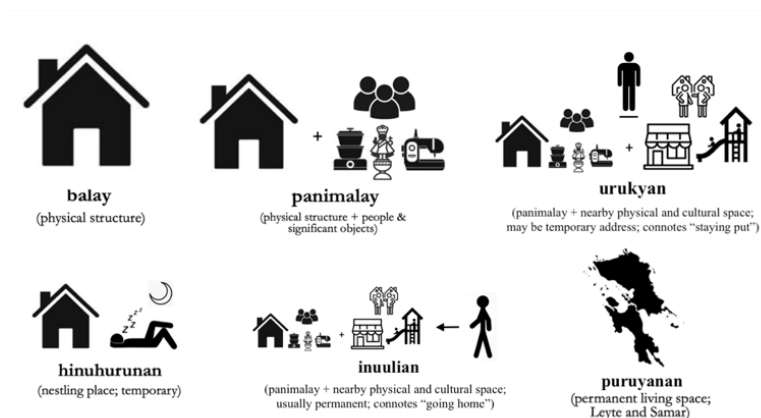 balay
(physical structure)
panimalay
(physical structure + people &
significant objects)
urukyan
(panimalay + nearby physical and cultural space;
may be temporary address; connotes “staying put”)
hinuhurunan
(nestling place; temporary)
inuulian
(panimalay + nearby physical and cultural space;
usually permanent; connotes “going home”)
puruyanan
(permanent living space;
Leyte and Samar)